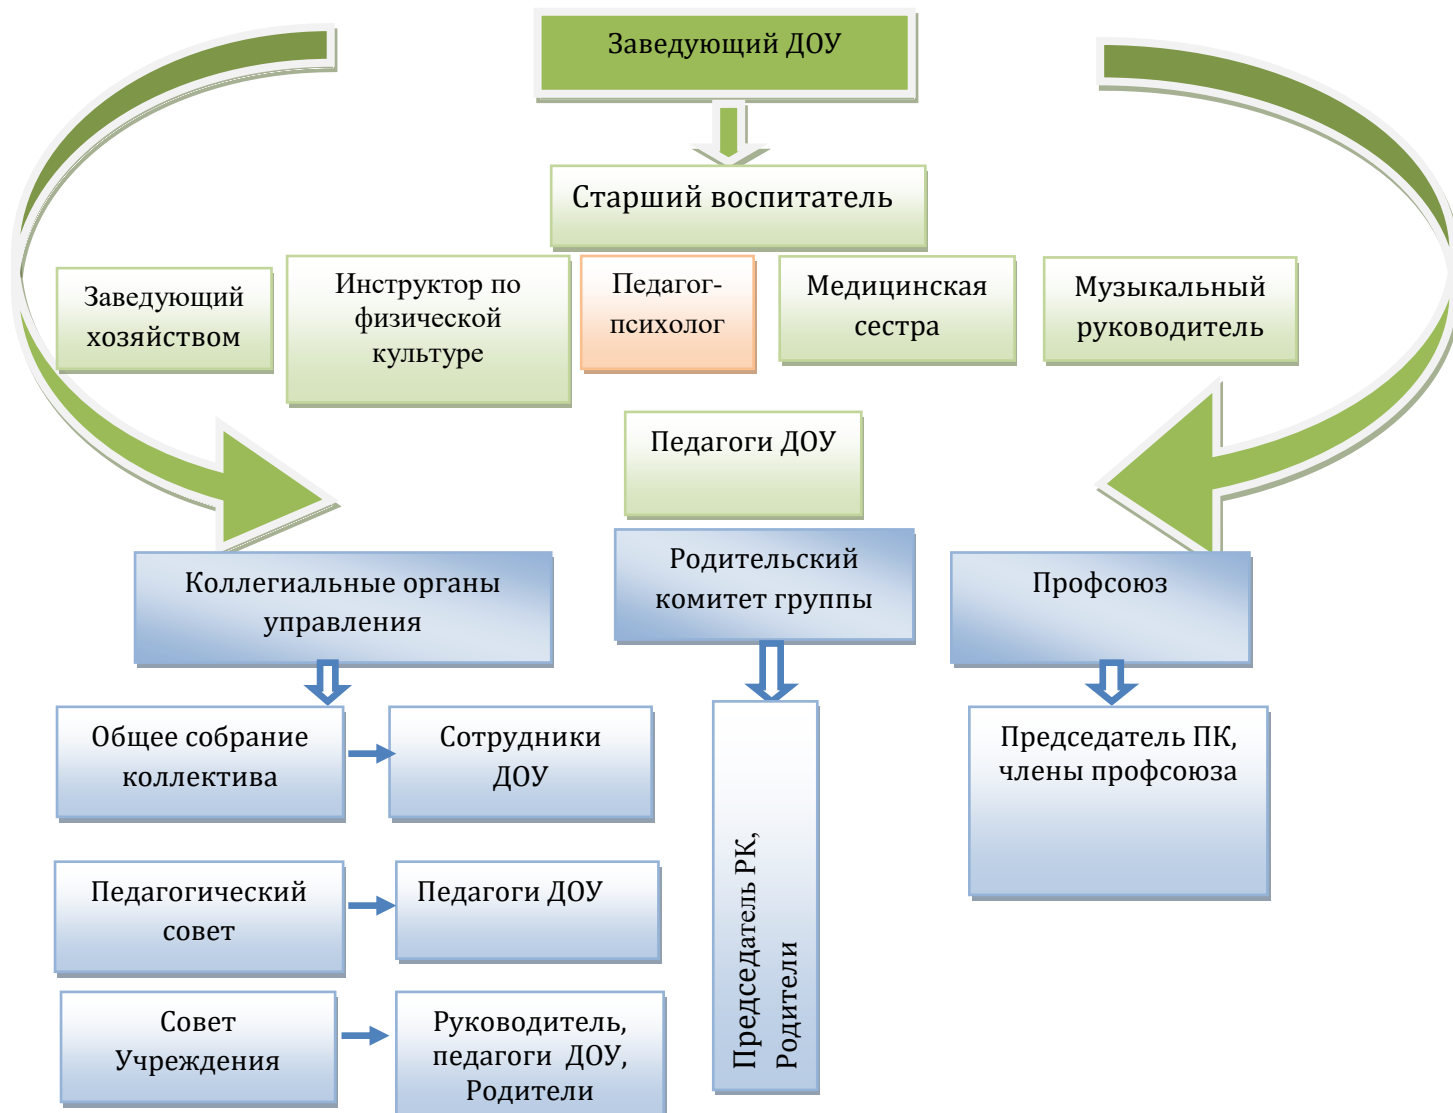 Заведующий ДОУ
Старший воспитатель
Заведующий
хозяйством
Инструктор по
физической
культуре
Педагог-
психолог
Медицинская
сестра
Музыкальный
руководитель
Педагоги ДОУ
Коллегиальные органы
управления
Родительский
комитет группы
Профсоюз
Общее собрание
коллектива
Сотрудники
ДОУ
Председатель РК,
Родители
Председатель ПК,
члены профсоюза
Педагогический
совет
Педагоги ДОУ
Совет
Учреждения
Руководитель,
педагоги ДОУ,
Родители